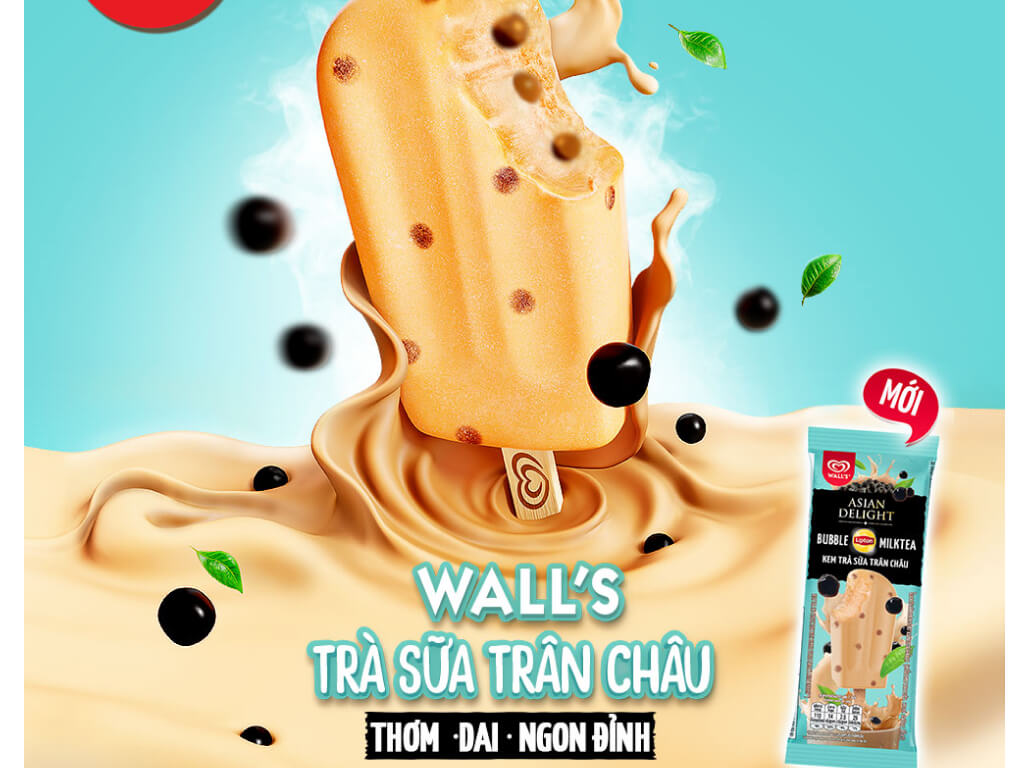 MỚI
WALL'S
ASIAN
DELIGHT
BUBBLE Lipton MILKTEA
KEM TRÀ SỮA TRÂN CHÂU
WALL'S
TRÀ SỮA TRÂN CHÂU
THƠM · DAI · NGON ĐỈNH